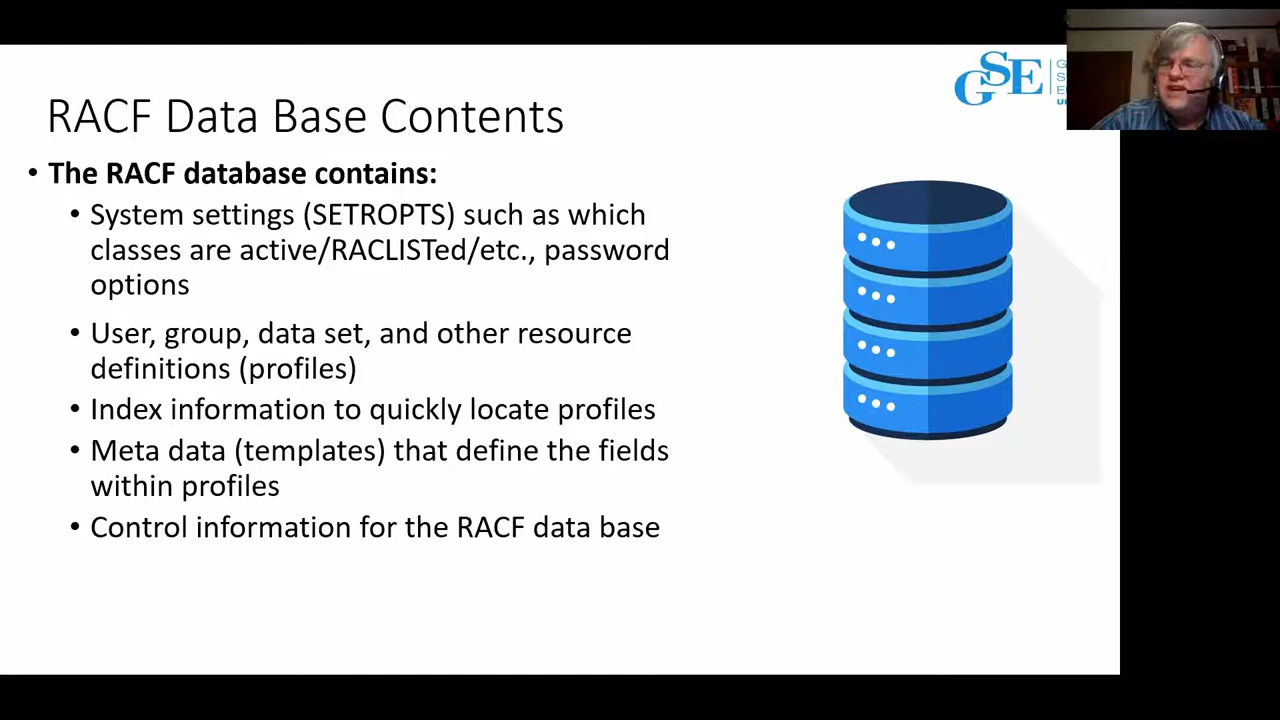 GSE
RACF Data Base Contents
• The RACF database contains:
• System settings (SETROPTS) such as which
classes are active/RACLISTed/etc., password
options
• User, group, data set, and other resource
definitions (profiles)
• Index information to quickly locate profiles
• Meta data (templates) that define the fields
within profiles
• Control information for the RACF data base